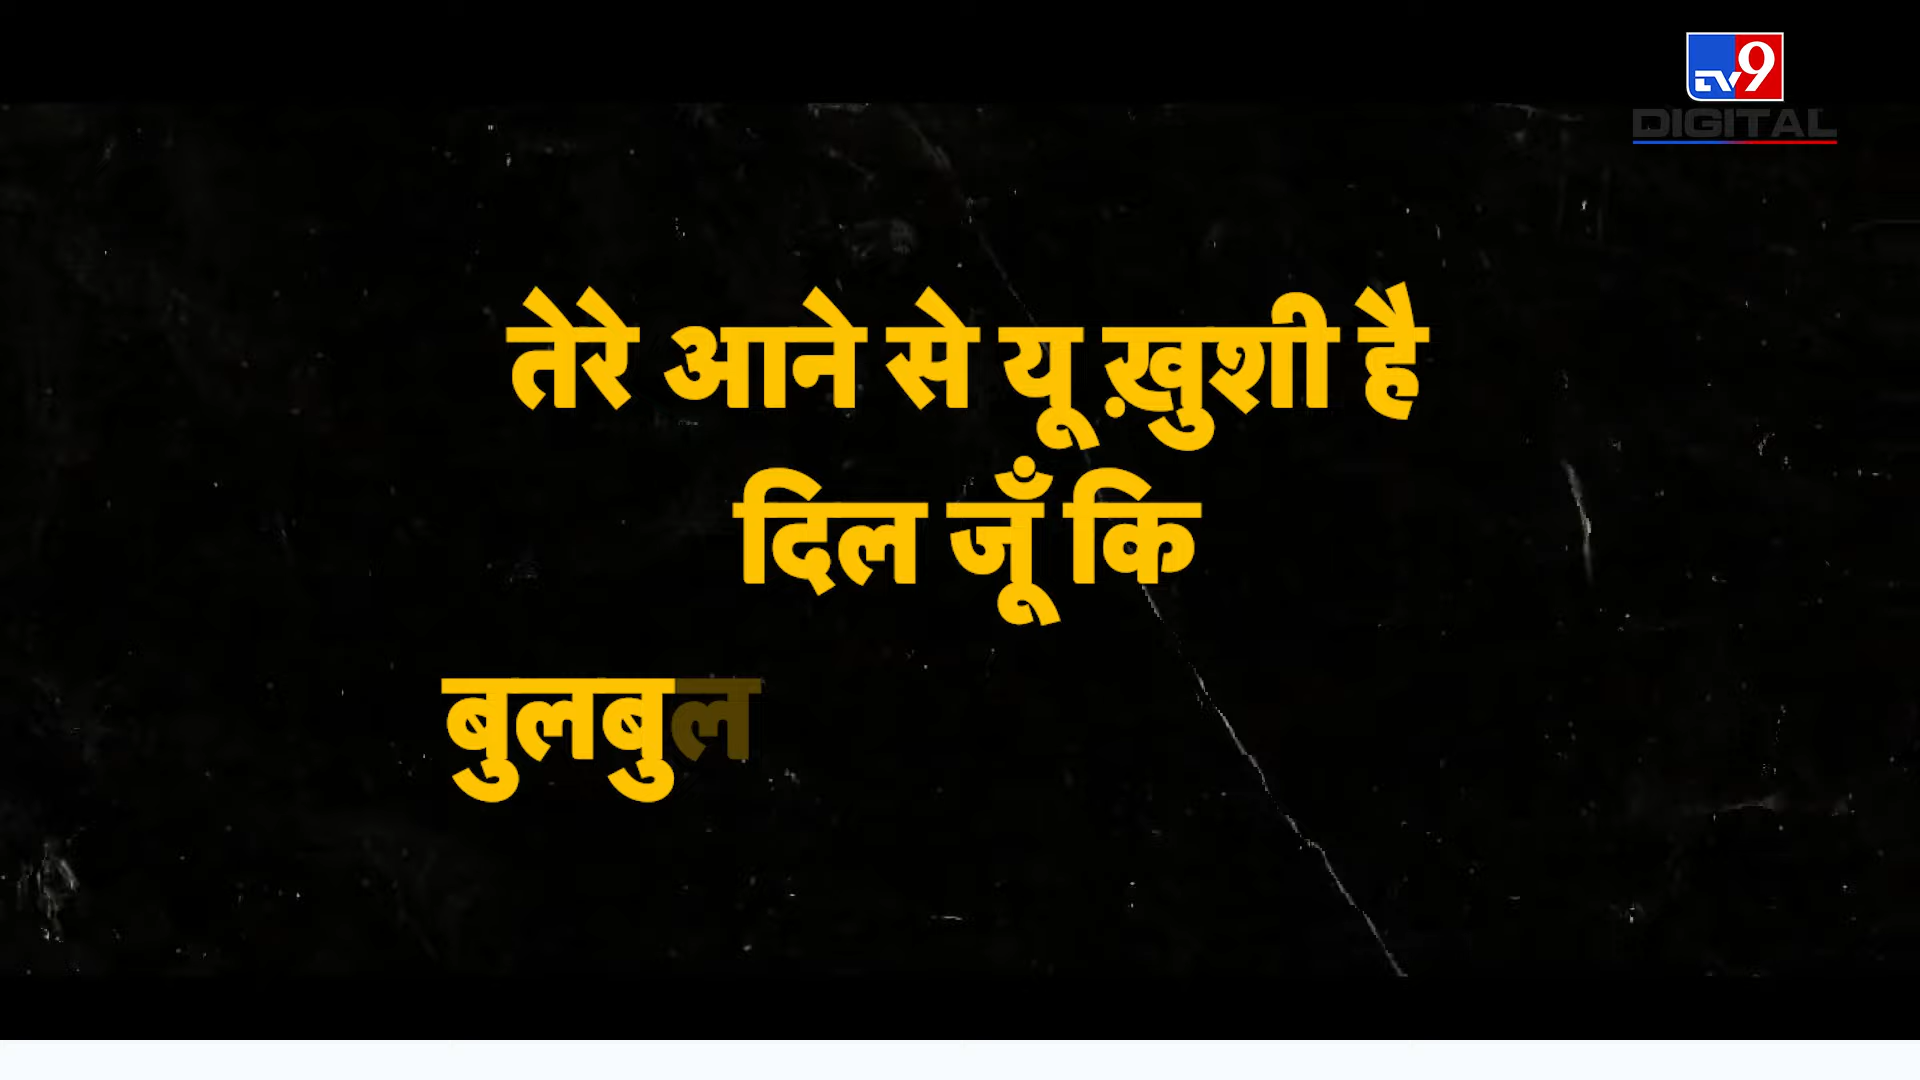 TV9
DIGITAL
तेरे आने से यू ख़ुशी है
दिल जूँ कि
बुलबुल